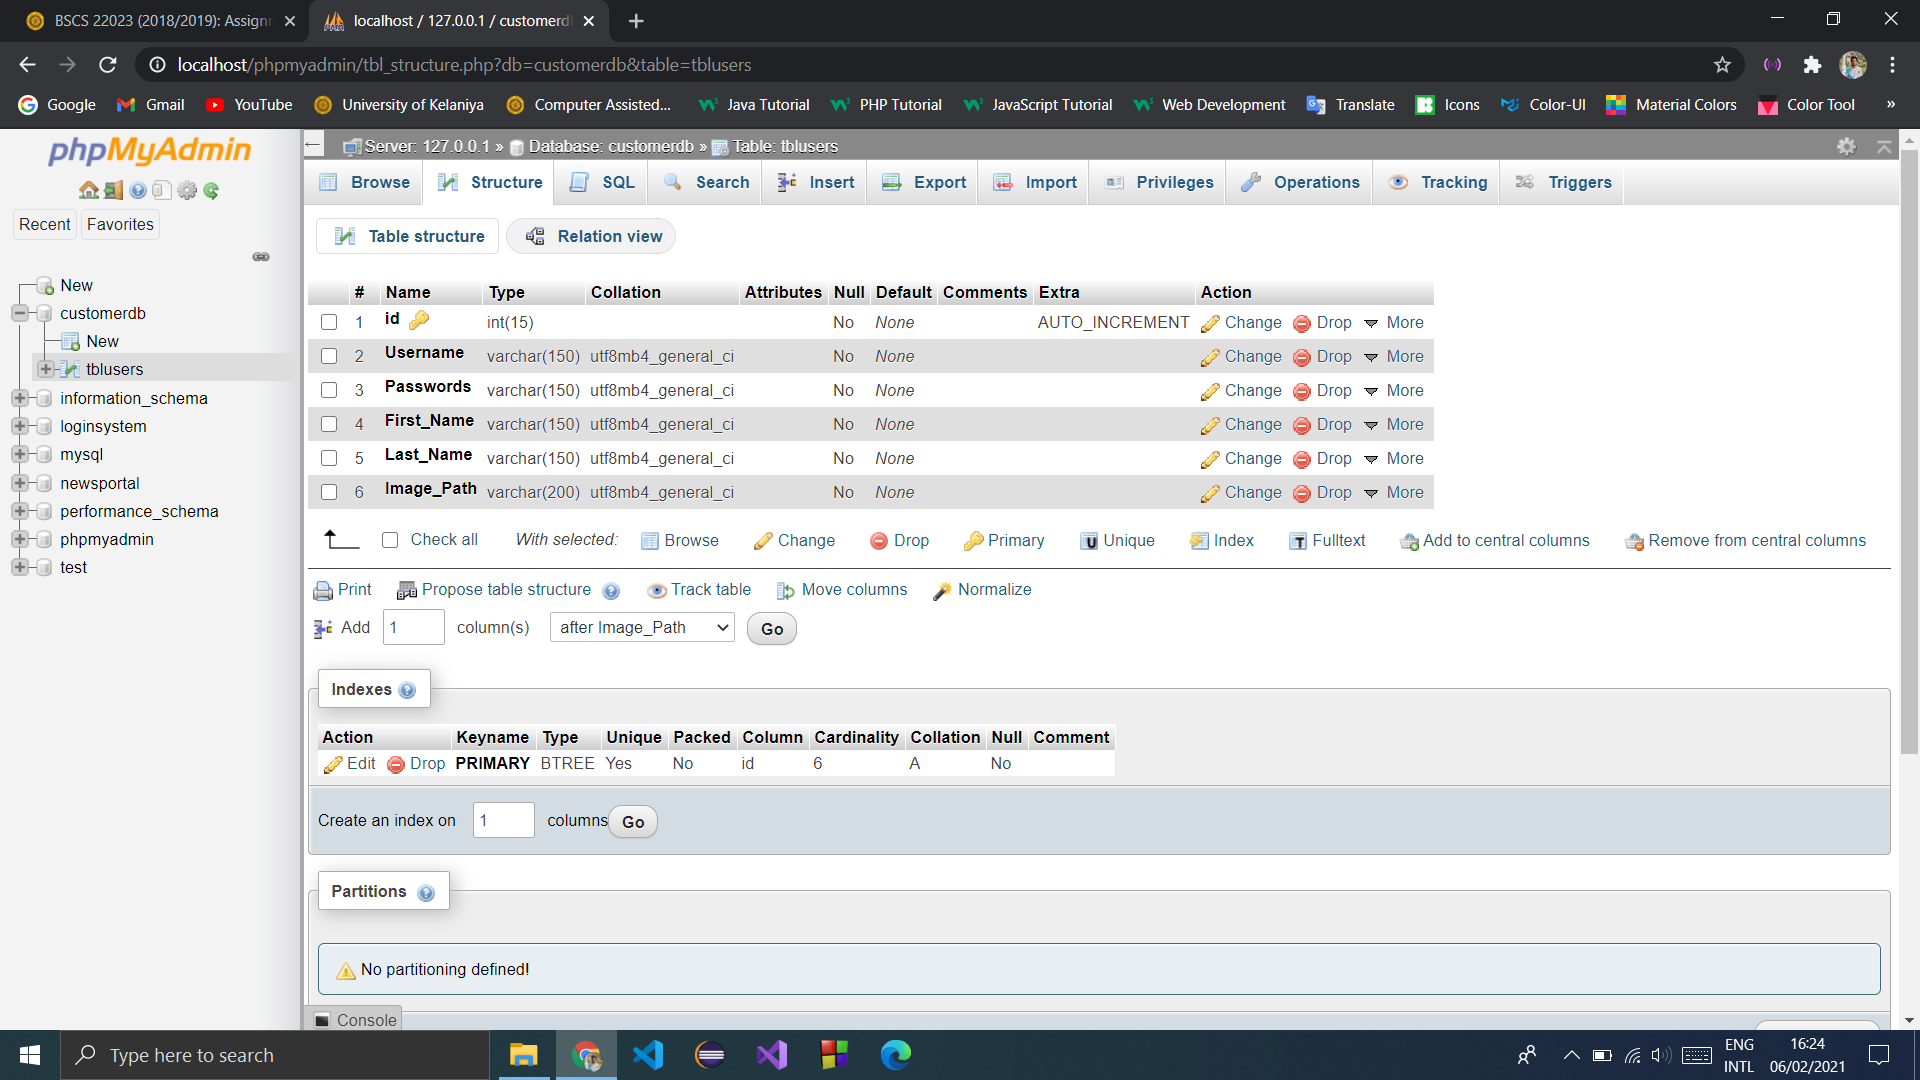 BSCS 22023 (2018/2019): Assignm
localhost / 127.0.0.1 / customerdb
localhost/phpmyadmin/tbl_structure.php?db=customerdb&table=tblusers
Google Gmail YouTube University of Kelaniya Computer Assisted... Java Tutorial PHP Tutorial JavaScript Tutorial Web Development Translate Icons Color-UI Material Colors Color Tool »
phpMyAdmin
Recent Favorites
New
customerdb
New
tblusers
information_schema
loginsystem
mysql
newsportal
performance_schema
phpmyadmin
test
Server: 127.0.0.1 » Database: customerdb » Table: tblusers
Browse Structure SQL Search Insert Export Import Privileges Operations Tracking Triggers
Table structure Relation view
# Name Type Collation Attributes Null Default Comments Extra Action
1 id int(15) No None AUTO_INCREMENT Change Drop More
2 Username varchar(150) utf8mb4_general_ci No None Change Drop More
3 Passwords varchar(150) utf8mb4_general_ci No None Change Drop More
4 First_Name varchar(150) utf8mb4_general_ci No None Change Drop More
5 Last_Name varchar(150) utf8mb4_general_ci No None Change Drop More
6 Image_Path varchar(200) utf8mb4_general_ci No None Change Drop More
Check all With selected: Browse Change Drop Primary Unique Index Fulltext Add to central columns Remove from central columns
Print Propose table structure Track table Move columns Normalize
Add 1 column(s) after Image_Path Go
Indexes
Action Keyname Type Unique Packed Column Cardinality Collation Null Comment
Edit Drop PRIMARY BTREE Yes No id 6 A No
Create an index on 1 columns Go
Partitions
No partitioning defined!
Console
Type here to search
ENG
INTL
16:24
06/02/2021